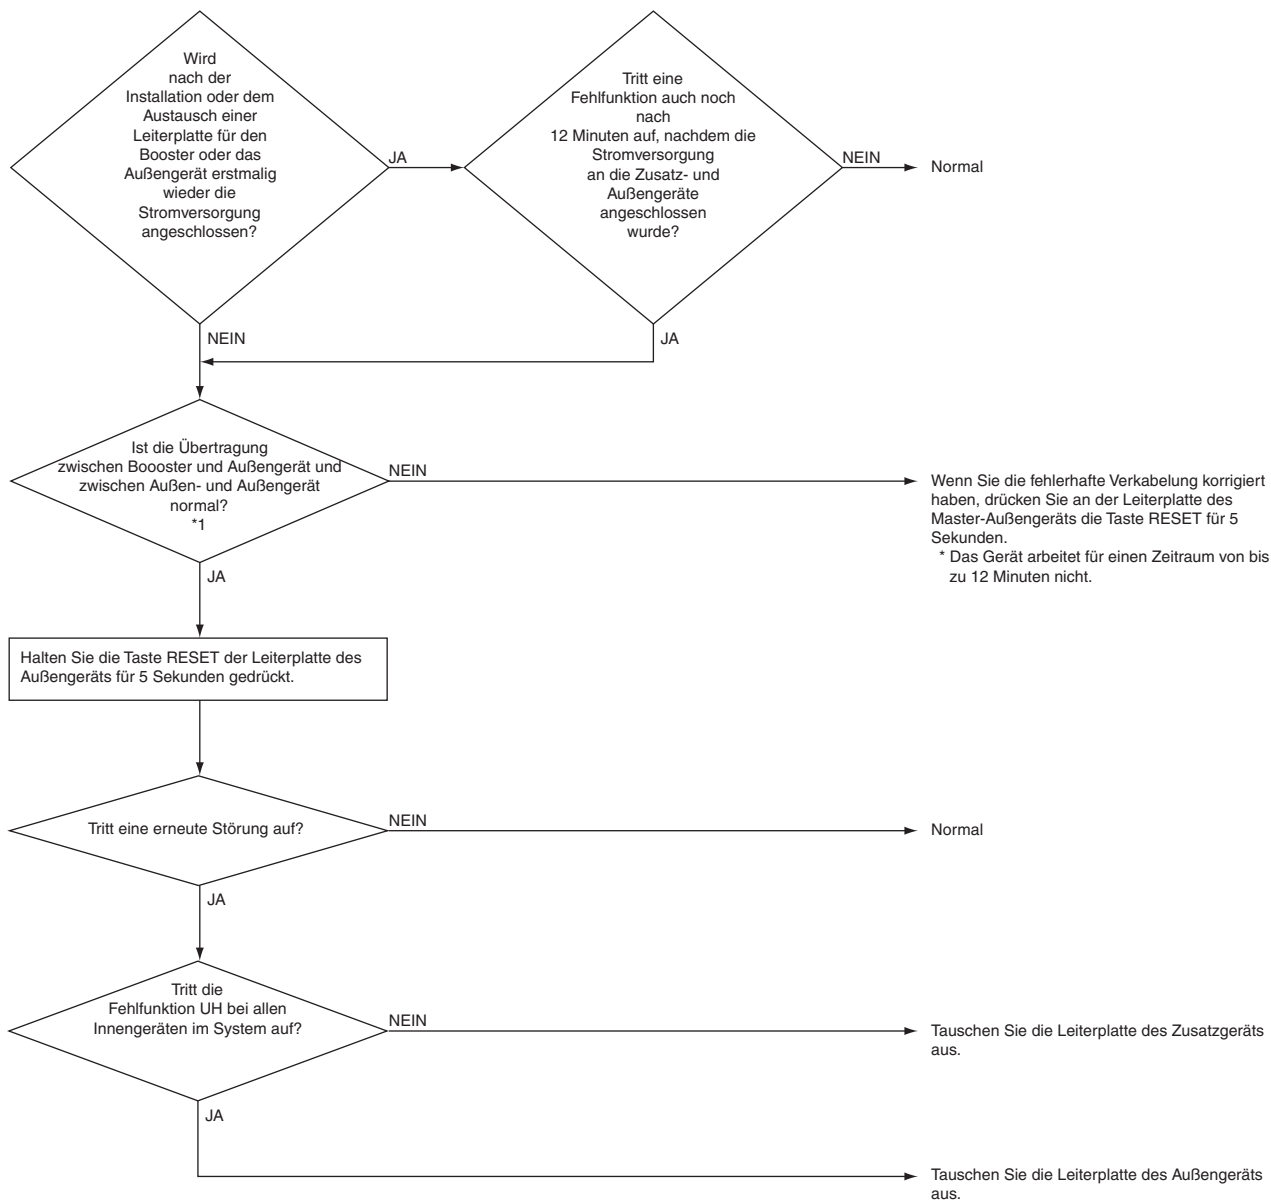 Wird
nach der
Installation oder dem
Austausch einer
Leiterplatte für den
Booster oder das
Außengerät erstmalig
wieder die
Stromversorgung
angeschlossen?
JA
Tritt eine
Fehlfunktion auch noch
nach
12 Minuten auf, nachdem die
Stromversorgung
an die Zusatz- und
Außengeräte
angeschlossen
wurde?
NEIN
Normal
NEIN
JA
Ist die Übertragung
zwischen Boooster und Außengerät und
zwischen Außen- und Außengerät
normal?
*1
NEIN
Wenn Sie die fehlerhafte Verkabelung korrigiert
haben, drücken Sie an der Leiterplatte des
Master-Außengeräts die Taste RESET für 5
Sekunden.
* Das Gerät arbeitet für einen Zeitraum von bis
zu 12 Minuten nicht.
JA
Halten Sie die Taste RESET der Leiterplatte des
Außengeräts für 5 Sekunden gedrückt.
Tritt eine erneute Störung auf?
NEIN
Normal
JA
Tritt die
Fehlfunktion UH bei allen
Innengeräten im System auf?
NEIN
Tauschen Sie die Leiterplatte des Zusatzgeräts
aus.
JA
Tauschen Sie die Leiterplatte des Außengeräts
aus.